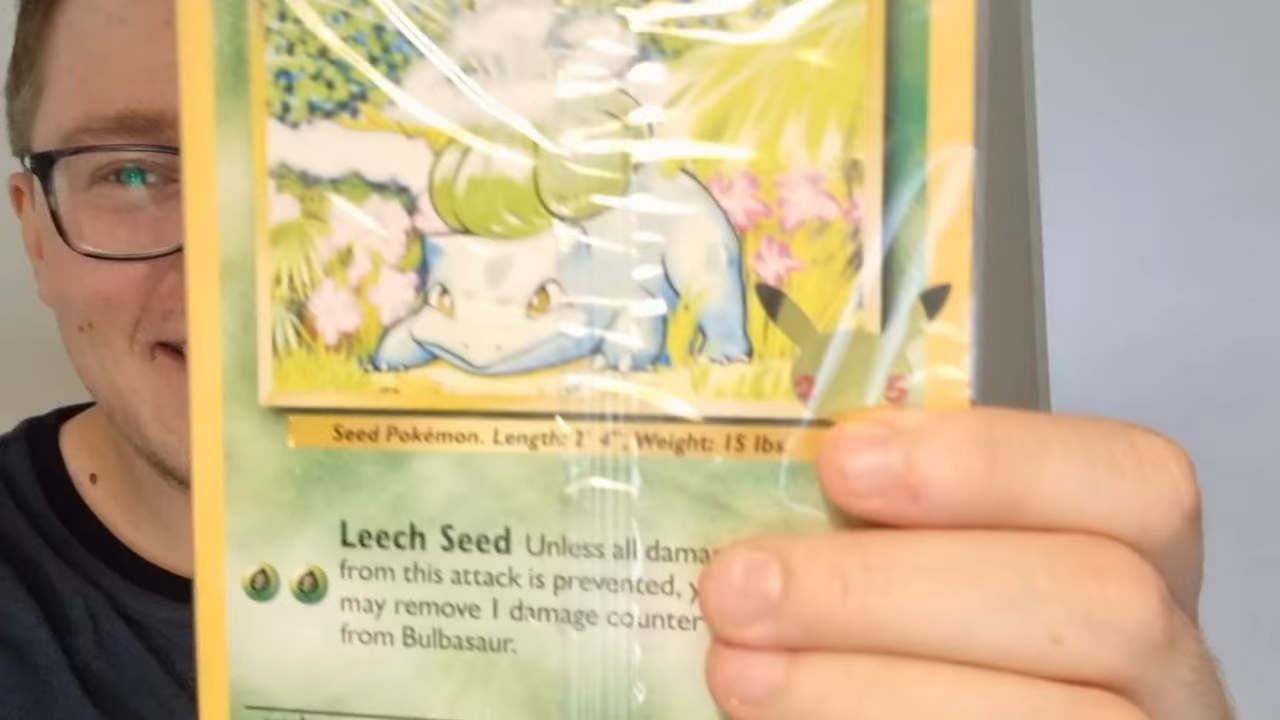 Seed Pokémon. Length: 2' 4", Weight: 15 lbs.
Leech Seed Unless all
from this attack is prevented,
may remove 1 damage counter
from Bulbasaur.